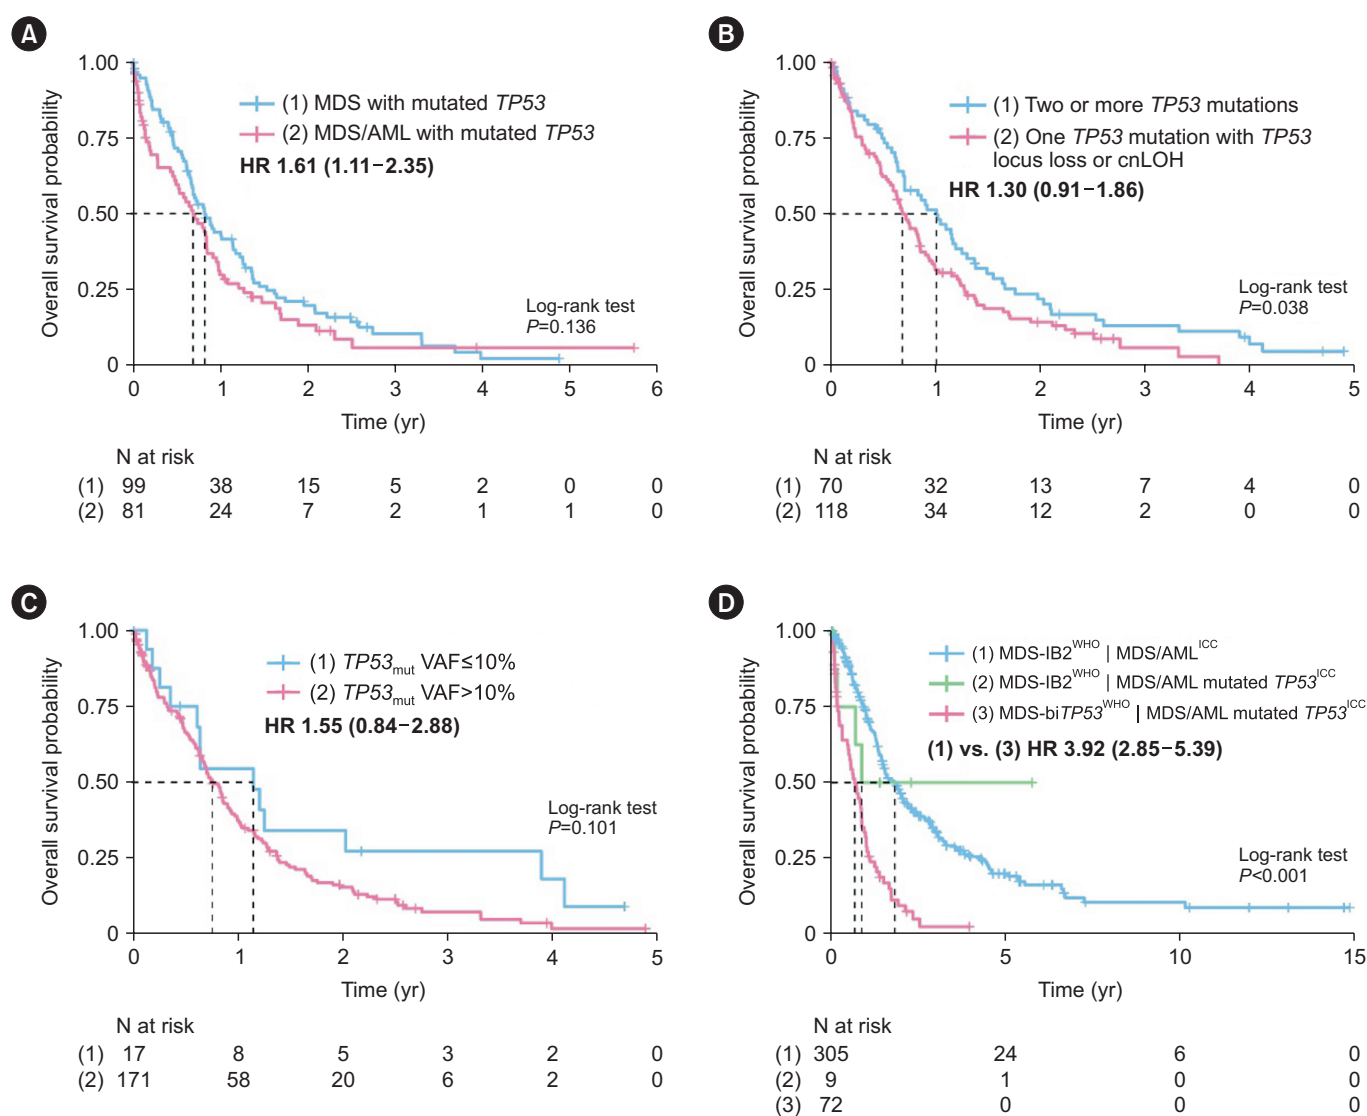 A
Overall survival probability
1.00
0.75
0.50
0.25
0
(1) MDS with mutated TP53
(2) MDS/AML with mutated TP53
HR 1.61 (1.11–2.35)
Log-rank test
P=0.136
0 1 2 3 4 5 6
Time (yr)
N at risk
(1) 99 38 15 5 2 0 0
(2) 81 24 7 2 1 1 0
B
Overall survival probability
1.00
0.75
0.50
0.25
0
(1) Two or more TP53 mutations
(2) One TP53 mutation with TP53
locus loss or cnLOH
HR 1.30 (0.91–1.86)
Log-rank test
P=0.038
0 1 2 3 4 5
Time (yr)
N at risk
(1) 70 32 13 7 4 0
(2) 118 34 12 2 0 0
C
Overall survival probability
1.00
0.75
0.50
0.25
0
(1) TP53mut VAF≤10%
(2) TP53mut VAF>10%
HR 1.55 (0.84–2.88)
Log-rank test
P=0.101
0 1 2 3 4 5
Time (yr)
N at risk
(1) 17 8 5 3 2 0
(2) 171 58 20 6 2 0
D
Overall survival probability
1.00
0.75
0.50
0.25
0
(1) MDS-IB2WHO | MDS/AMLICC
(2) MDS-IB2WHO | MDS/AML mutated TP53ICC
(3) MDS-biTP53WHO | MDS/AML mutated TP53ICC
(1) vs. (3) HR 3.92 (2.85–5.39)
Log-rank test
P<0.001
0 5 10 15
Time (yr)
N at risk
(1) 305 24 6 0
(2) 9 1 0 0
(3) 72 0 0 0